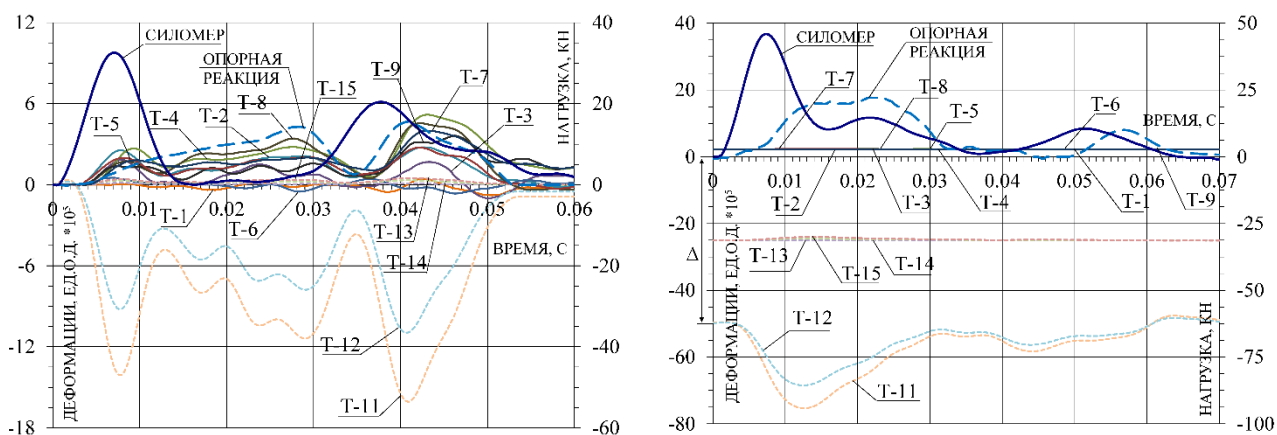 12
6
0
-6
-12
-18
40
20
0
-20
-40
-60
0
0.01
0.02
0.03
0.04
0.05
0.06
СИЛОМЕР
ОПОРНАЯ
РЕАКЦИЯ
Т-9
Т-7
Т-15
Т-8
Т-3
Т-2
Т-4
Т-5
Т-1
Т-6
Т-13
Т-14
Т-12
Т-11
ВРЕМЯ, С
НАГРУЗКА, КН
ДЕФОРМАЦИИ, ЕД.О.Д. *10⁵
40
20
0
-20
-40
-60
-80
50
25
0
-25
-50
-75
-100
0
0.01
0.02
0.03
0.04
0.05
0.06
0.07
СИЛОМЕР
ОПОРНАЯ
РЕАКЦИЯ
Т-7
Т-8
Т-5
Т-6
ВРЕМЯ, С
Т-2
Т-3
Т-4
Т-1
Т-9
Δ
Т-13
Т-15
Т-14
Т-12
Т-11
ДЕФОРМАЦИИ, ЕД.О.Д. *10⁵
НАГРУЗКА, КН